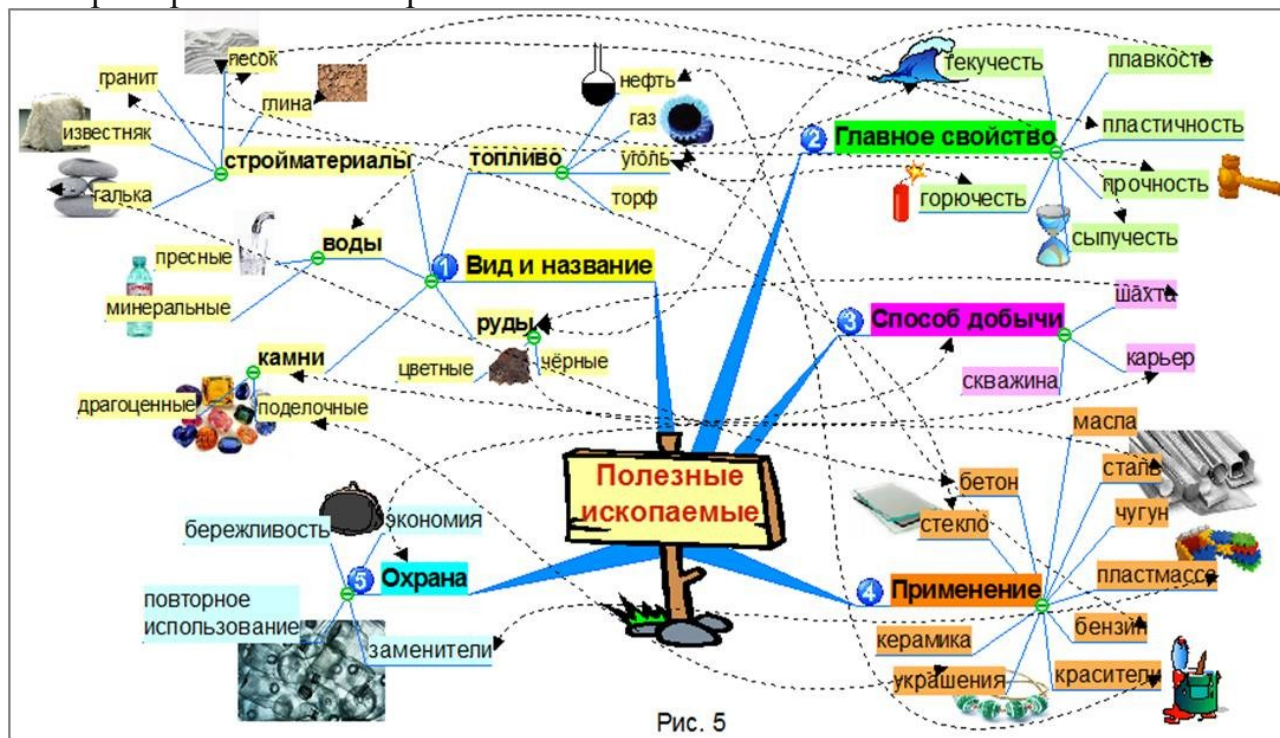 Полезные
ископаемые
1
Вид и название
стройматериалы
гранит
песок
глина
известняк
галька
топливо
нефть
газ
уголь
торф
воды
пресные
минеральные
руды
цветные
чёрные
камни
драгоценные
поделочные
2
Главное свойство
текучесть
плавкость
пластичность
прочность
сыпучесть
горючесть
3
Способ добычи
шахта
карьер
скважина
4
Применение
масла
сталь
чугун
пластмасса
бензин
красители
украшения
керамика
стекло
бетон
5
Охрана
экономия
бережливость
повторное
использование
заменители
Рис. 5